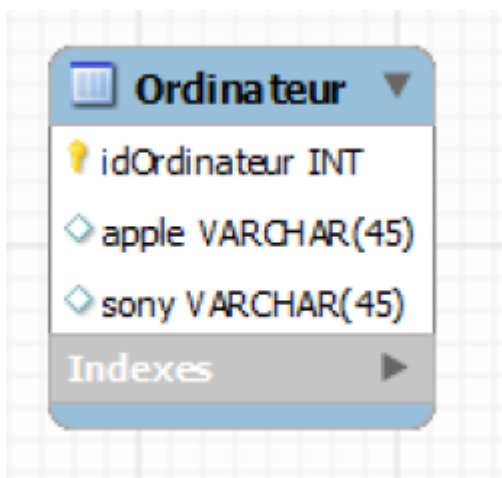 Ordinateur
idOrdinateur INT
apple VARCHAR(45)
sony VARCHAR(45)
Indexes